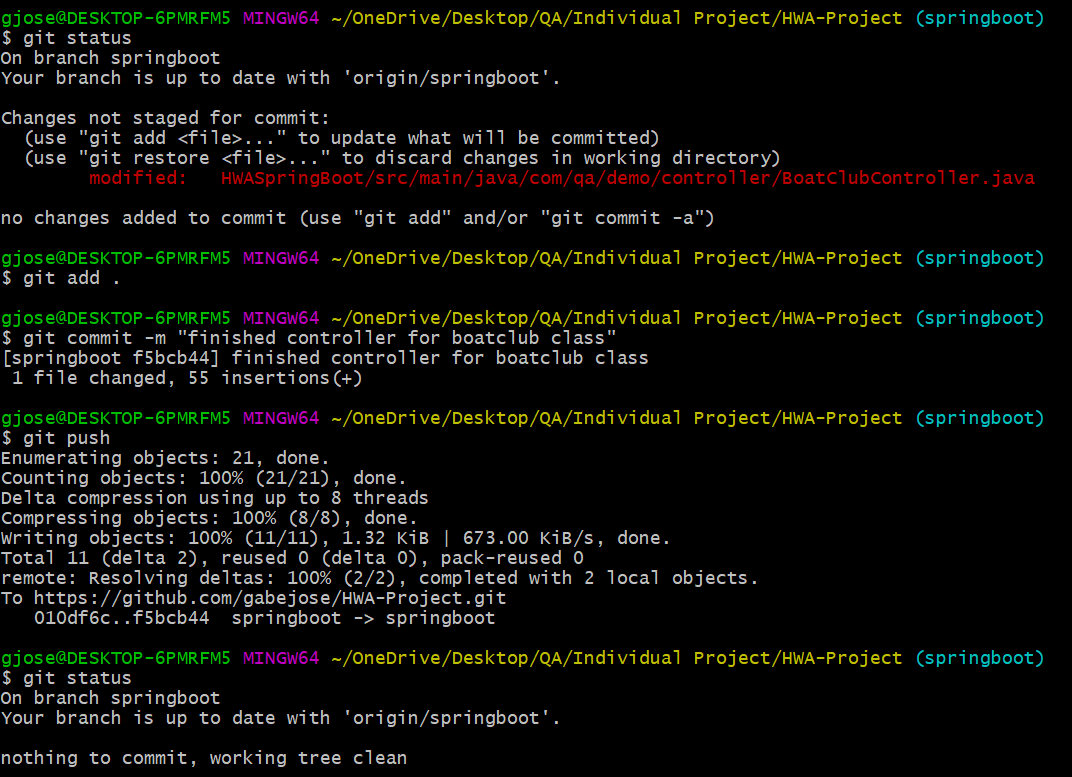 gjose@DESKTOP-6PMRFM5 MINGW64 ~/OneDrive/Desktop/QA/Individual Project/HWA-Project (springboot)
$ git status
On branch springboot
Your branch is up to date with 'origin/springboot'.

Changes not staged for commit:
  (use "git add <file>..." to update what will be committed)
  (use "git restore <file>..." to discard changes in working directory)
        modified:   HWASpringBoot/src/main/java/com/qa/demo/controller/BoatClubController.java

no changes added to commit (use "git add" and/or "git commit -a")

gjose@DESKTOP-6PMRFM5 MINGW64 ~/OneDrive/Desktop/QA/Individual Project/HWA-Project (springboot)
$ git add .

gjose@DESKTOP-6PMRFM5 MINGW64 ~/OneDrive/Desktop/QA/Individual Project/HWA-Project (springboot)
$ git commit -m "finished controller for boatclub class"
[springboot f5bcb44] finished controller for boatclub class
 1 file changed, 55 insertions(+)

gjose@DESKTOP-6PMRFM5 MINGW64 ~/OneDrive/Desktop/QA/Individual Project/HWA-Project (springboot)
$ git push
Enumerating objects: 21, done.
Counting objects: 100% (21/21), done.
Delta compression using up to 8 threads
Compressing objects: 100% (8/8), done.
Writing objects: 100% (11/11), 1.32 KiB | 673.00 KiB/s, done.
Total 11 (delta 2), reused 0 (delta 0), pack-reused 0
remote: Resolving deltas: 100% (2/2), completed with 2 local objects.
To https://github.com/gabejose/HWA-Project.git
   010df6c..f5bcb44  springboot -> springboot

gjose@DESKTOP-6PMRFM5 MINGW64 ~/OneDrive/Desktop/QA/Individual Project/HWA-Project (springboot)
$ git status
On branch springboot
Your branch is up to date with 'origin/springboot'.

nothing to commit, working tree clean